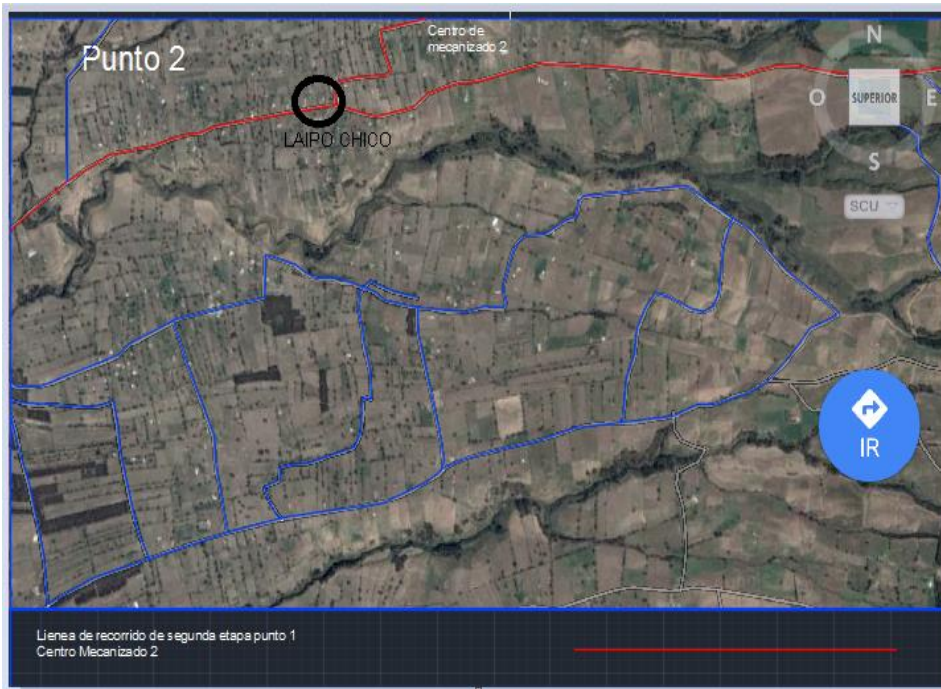 Punto 2
Centro de
mecanizado 2
N
O
SUPERIOR
E
S
LAIPO CHICO
SCU
IR
Lienea de recorrido de segunda etapa punto 1
Centro Mecanizado 2